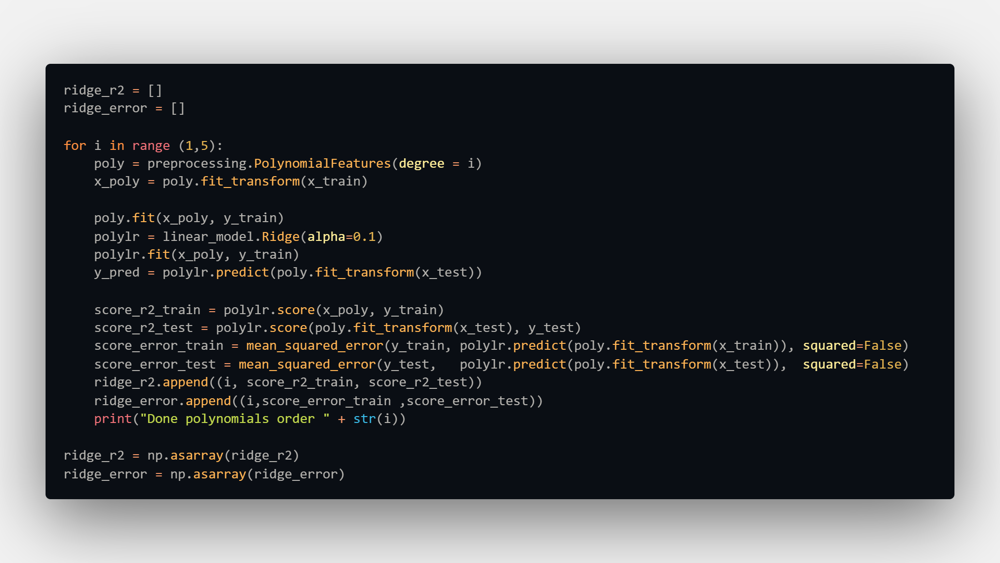 ridge_r2 = []
ridge_error = []
for i in range (1,5):
    poly = preprocessing.PolynomialFeatures(degree = i)
    x_poly = poly.fit_transform(x_train)
    poly.fit(x_poly, y_train)
    polylr = linear_model.Ridge(alpha=0.1)
    polylr.fit(x_poly, y_train)
    y_pred = polylr.predict(poly.fit_transform(x_test))
    score_r2_train = polylr.score(x_poly, y_train)
    score_r2_test = polylr.score(poly.fit_transform(x_test), y_test)
    score_error_train = mean_squared_error(y_train, polylr.predict(poly.fit_transform(x_train)), squared=False)
    score_error_test = mean_squared_error(y_test,   polylr.predict(poly.fit_transform(x_test)),  squared=False)
    ridge_r2.append((i, score_r2_train, score_r2_test))
    ridge_error.append((i,score_error_train ,score_error_test))
    print("Done polynomials order " + str(i))
ridge_r2 = np.asarray(ridge_r2)
ridge_error = np.asarray(ridge_error)